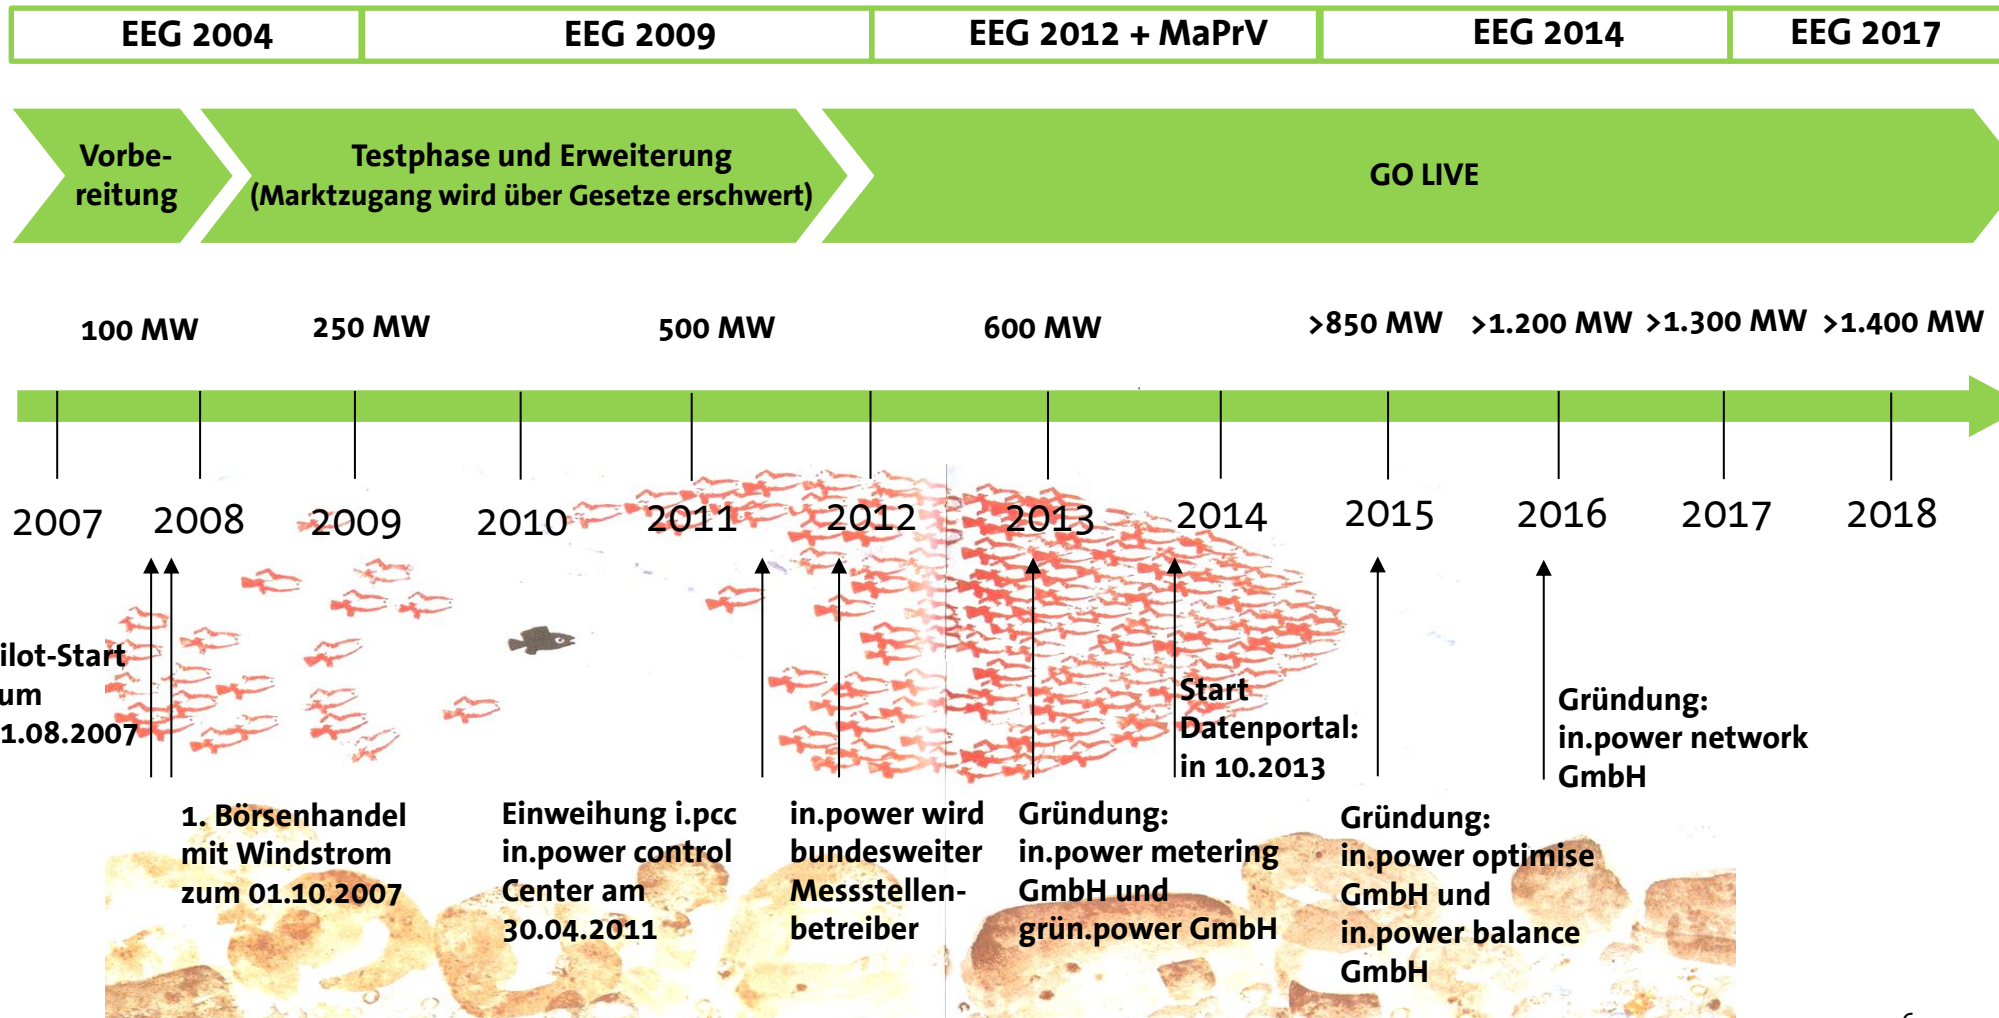 EEG 2004 EEG 2009 EEG 2012 + MaPrV EEG 2014 EEG 2017
Vorbe-
reitung
Testphase und Erweiterung
(Marktzugang wird über Gesetze erschwert)
GO LIVE
100 MW 250 MW 500 MW 600 MW >850 MW >1.200 MW >1.300 MW >1.400 MW
2007 2008 2009 2010 2011 2012 2013 2014 2015 2016 2017 2018
ilot-Start
um
1.08.2007
1. Börsenhandel
mit Windstrom
zum 01.10.2007
Einweihung i.pcc
in.power control
Center am
30.04.2011
in.power wird
bundesweiter
Messstellen-
betreiber
Gründung:
in.power metering
GmbH und
grün.power GmbH
Start
Datenportal:
in 10.2013
Gründung:
in.power optimise
GmbH und
in.power balance
GmbH
Gründung:
in.power network
GmbH